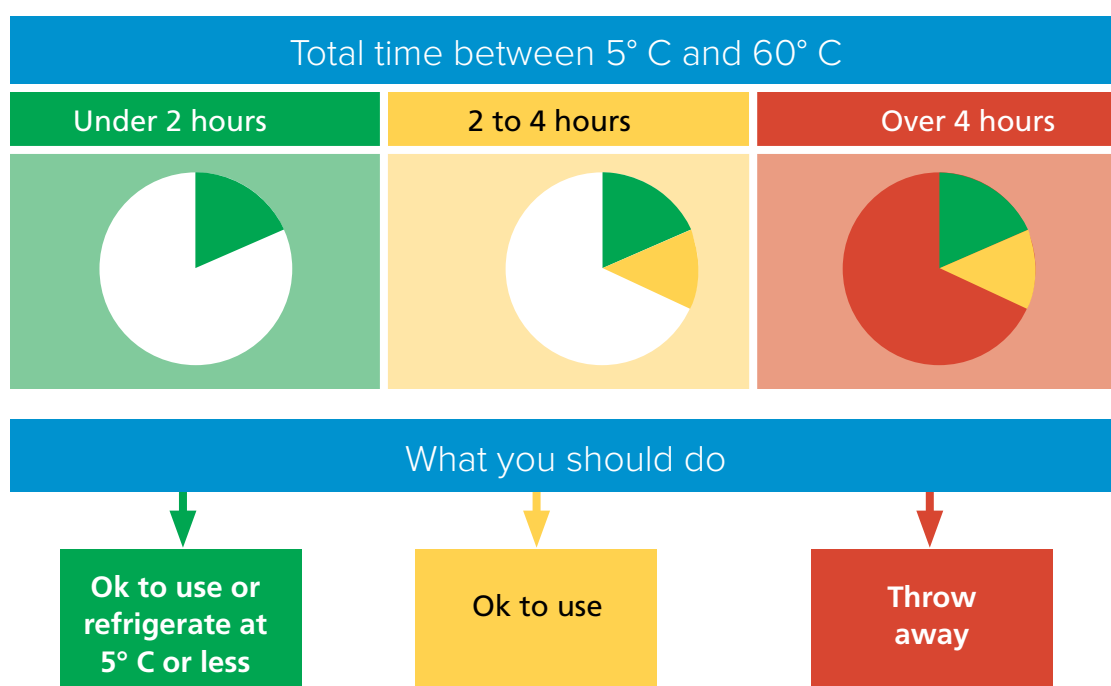 Total time between 5° C and 60° C
Under 2 hours
2 to 4 hours
Over 4 hours
What you should do
Ok to use or
refrigerate at
5° C or less
Ok to use
Throw
away